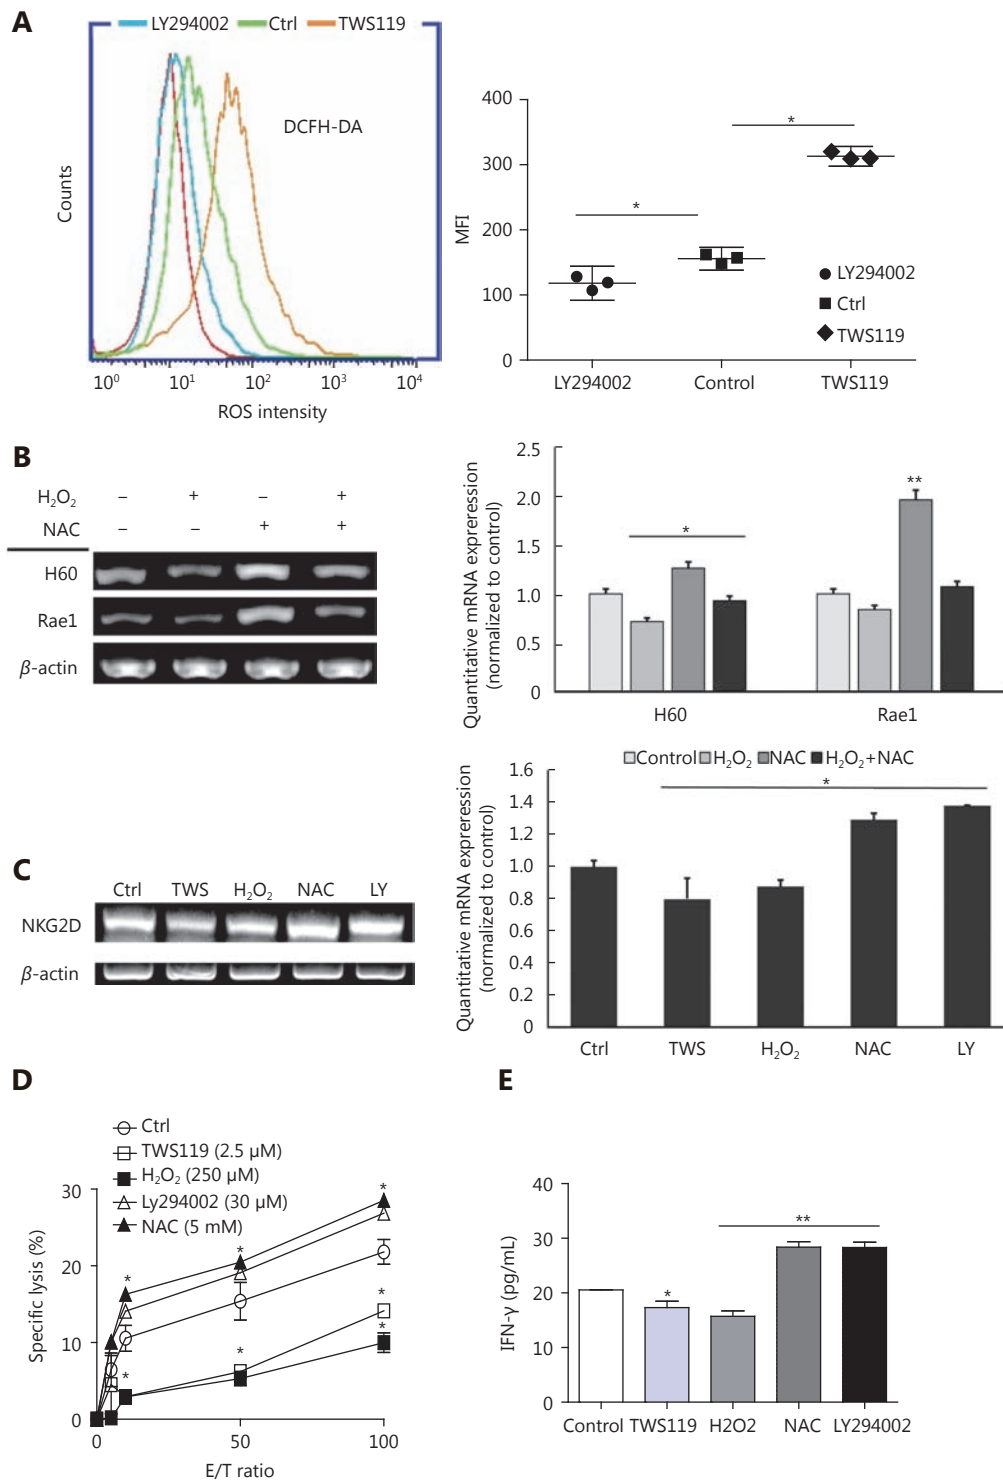 A
LY294002 Ctrl TWS119
DCFH-DA
Counts
10⁰ 10¹ 10² 10³ 10⁴
ROS intensity
400
300
200
100
0
MFI
*
*
LY294002
Ctrl
TWS119
LY294002 Control TWS119
B
H₂O₂ – + – +
NAC – – + +
H60
Rae1
β-actin
Quantitative mRNA expreression
(normalized to control)
2.5
2.0
1.5
1.0
0.5
0
*
**
H60 Rae1
Control H₂O₂ NAC H₂O₂+NAC
C
Ctrl TWS H₂O₂ NAC LY
NKG2D
β-actin
Quantitative mRNA expreression
(normalized to control)
1.6
1.4
1.2
1.0
0.8
0.6
0.4
0.2
0
*
Ctrl TWS H₂O₂ NAC LY
D
Ctrl
TWS119 (2.5 μM)
H₂O₂ (250 μM)
Ly294002 (30 μM)
NAC (5 mM)
Specific lysis (%)
30
20
10
0
*
*
*
*
*
*
*
0 50 100
E/T ratio
E
IFN-γ (pg/mL)
40
30
20
10
0
*
**
Control TWS119 H2O2 NAC LY294002